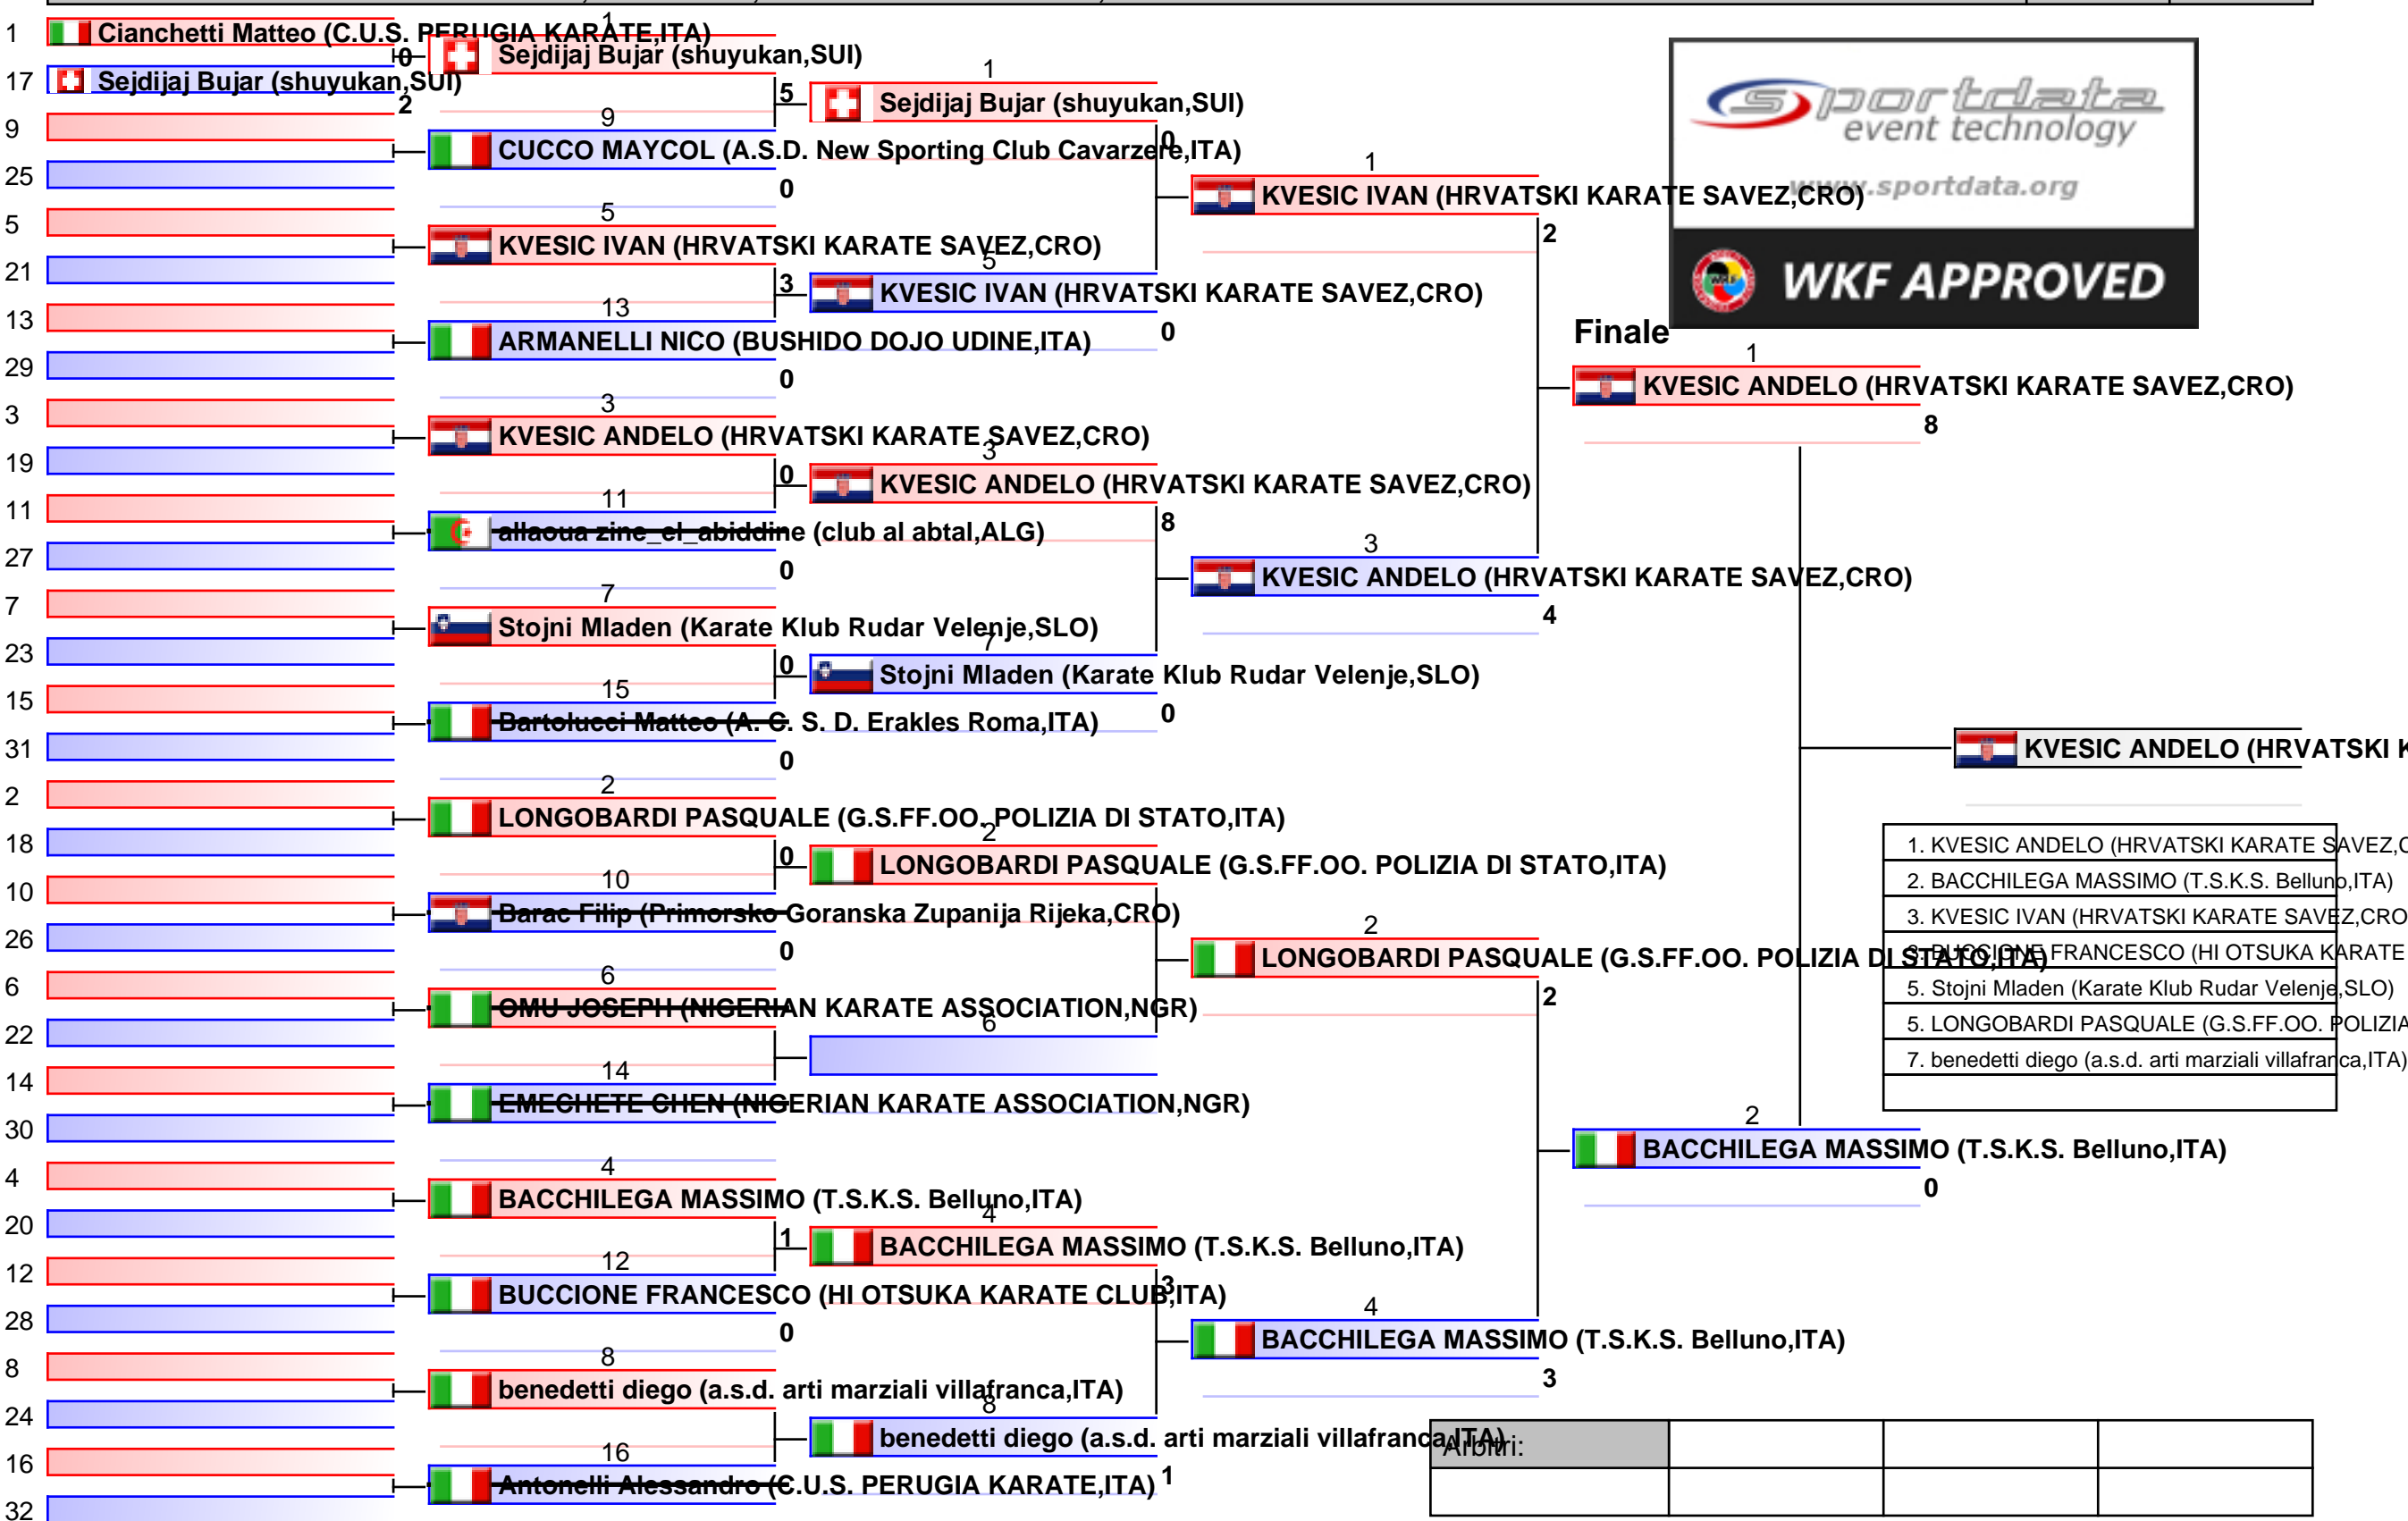 1 Cianchetti Matteo (C.U.S. PERUGIA KARATE,ITA)
0
17 Sejdijaj Bujar (shuyukan,SUI)
2
9
25
5
21
13
29
3
19
11
27
7
23
15
31
2
18
10
26
6
22
14
30
4
20
12
28
8
24
16
32
1
Sejdijaj Bujar (shuyukan,SUI)
5
9
CUCCO MAYCOL (A.S.D. New Sporting Club Cavarzere,ITA)
0
5
KVESIC IVAN (HRVATSKI KARATE SAVEZ,CRO)
3
13
ARMANELLI NICO (BUSHIDO DOJO UDINE,ITA)
0
3
KVESIC ANDELO (HRVATSKI KARATE SAVEZ,CRO)
0
11
allaoua zine_el_abiddine (club al abtal,ALG)
0
7
Stojni Mladen (Karate Klub Rudar Velenje,SLO)
0
15
Bartolucci Matteo (A. C. S. D. Erakles Roma,ITA)
0
2
LONGOBARDI PASQUALE (G.S.FF.OO. POLIZIA DI STATO,ITA)
0
10
Barac Filip (Primorsko Goranska Zupanija Rijeka,CRO)
0
6
OMU JOSEPH (NIGERIAN KARATE ASSOCIATION,NGR)
14
EMECHETE CHEN (NIGERIAN KARATE ASSOCIATION,NGR)
4
BACCHILEGA MASSIMO (T.S.K.S. Belluno,ITA)
1
12
BUCCIONE FRANCESCO (HI OTSUKA KARATE CLUB,ITA)
0
8
benedetti diego (a.s.d. arti marziali villafranca,ITA)
16
Antonelli Alessandro (C.U.S. PERUGIA KARATE,ITA)
1
Sejdijaj Bujar (shuyukan,SUI)
0
5
KVESIC IVAN (HRVATSKI KARATE SAVEZ,CRO)
0
3
KVESIC ANDELO (HRVATSKI KARATE SAVEZ,CRO)
8
7
Stojni Mladen (Karate Klub Rudar Velenje,SLO)
0
2
LONGOBARDI PASQUALE (G.S.FF.OO. POLIZIA DI STATO,ITA)
6
4
BACCHILEGA MASSIMO (T.S.K.S. Belluno,ITA)
3
8
benedetti diego (a.s.d. arti marziali villafranca,ITA)
1
1
KVESIC IVAN (HRVATSKI KARATE SAVEZ,CRO)
2
3
KVESIC ANDELO (HRVATSKI KARATE SAVEZ,CRO)
4
2
LONGOBARDI PASQUALE (G.S.FF.OO. POLIZIA DI STATO,ITA)
2
4
BACCHILEGA MASSIMO (T.S.K.S. Belluno,ITA)
3
sportdata
event technology
www.sportdata.org
WKF
WKF APPROVED
Finale
1
KVESIC ANDELO (HRVATSKI KARATE SAVEZ,CRO)
8
2
BACCHILEGA MASSIMO (T.S.K.S. Belluno,ITA)
0
KVESIC ANDELO (HRVATSKI K
1. KVESIC ANDELO (HRVATSKI KARATE SAVEZ,C
2. BACCHILEGA MASSIMO (T.S.K.S. Belluno,ITA)
3. KVESIC IVAN (HRVATSKI KARATE SAVEZ,CRO
3. BUCCIONE FRANCESCO (HI OTSUKA KARATE
5. Stojni Mladen (Karate Klub Rudar Velenje,SLO)
5. LONGOBARDI PASQUALE (G.S.FF.OO. POLIZIA
7. benedetti diego (a.s.d. arti marziali villafranca,ITA)
Arbitri: